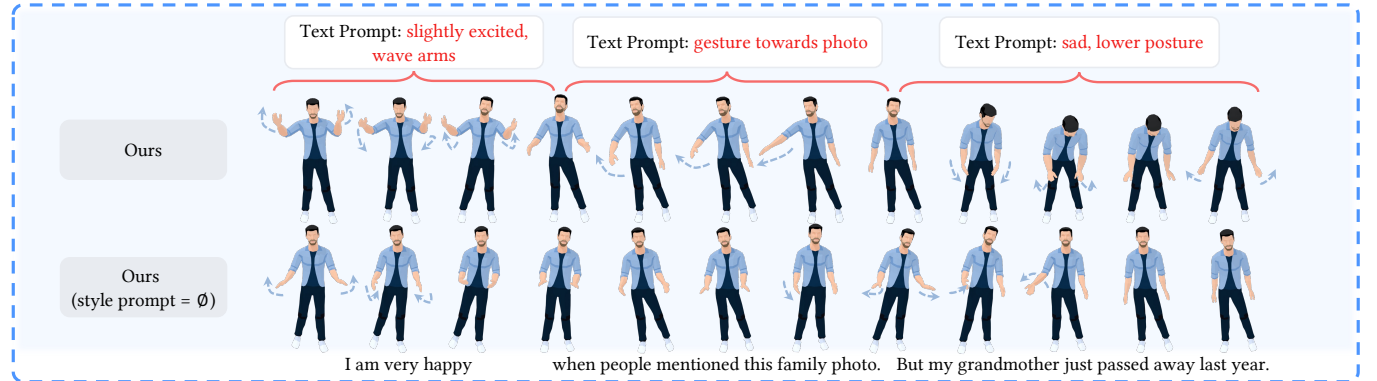 Text Prompt: slightly excited,
wave arms
Text Prompt: gesture towards photo
Text Prompt: sad, lower posture
Ours
Ours
(style prompt = ∅)
I am very happy
when people mentioned this family photo.
But my grandmother just passed away last year.